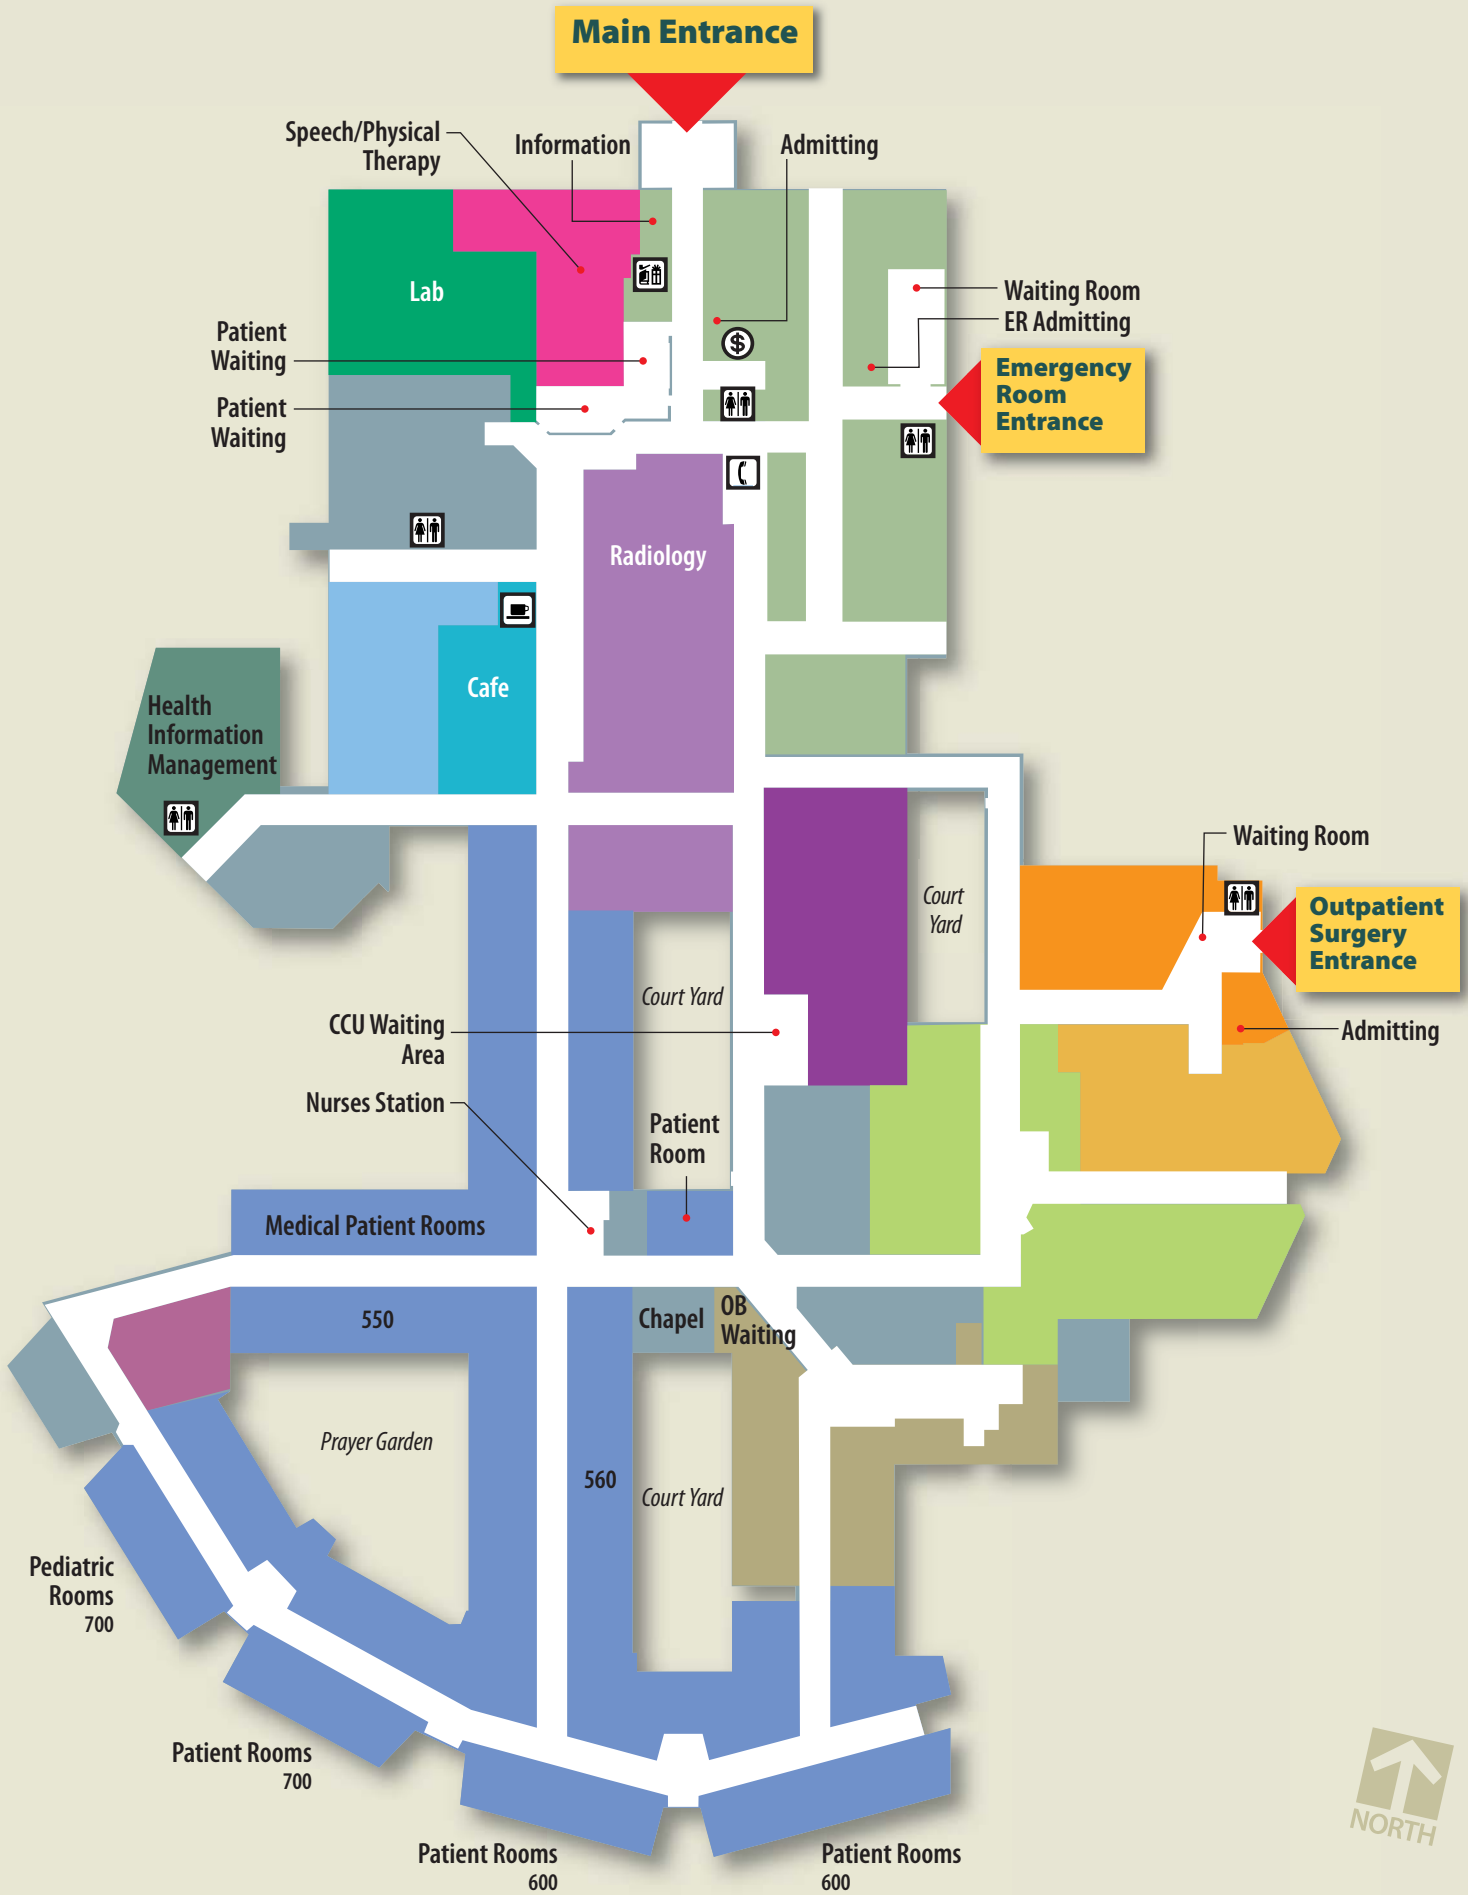 Main Entrance
Speech/Physical
Therapy
Information
Admitting
Lab
Waiting Room
ER Admitting
Patient
Waiting
$
Emergency
Room
Entrance
Patient
Waiting
Radiology
Cafe
Health
Information
Management
Waiting Room
Court
Yard
Outpatient
Surgery
Entrance
Court Yard
CCU Waiting
Area
Admitting
Nurses Station
Patient
Room
Medical Patient Rooms
550
Chapel
OB
Waiting
Prayer Garden
560
Court Yard
Pediatric
Rooms
700
Patient Rooms
700
NORTH
Patient Rooms
600
Patient Rooms
600